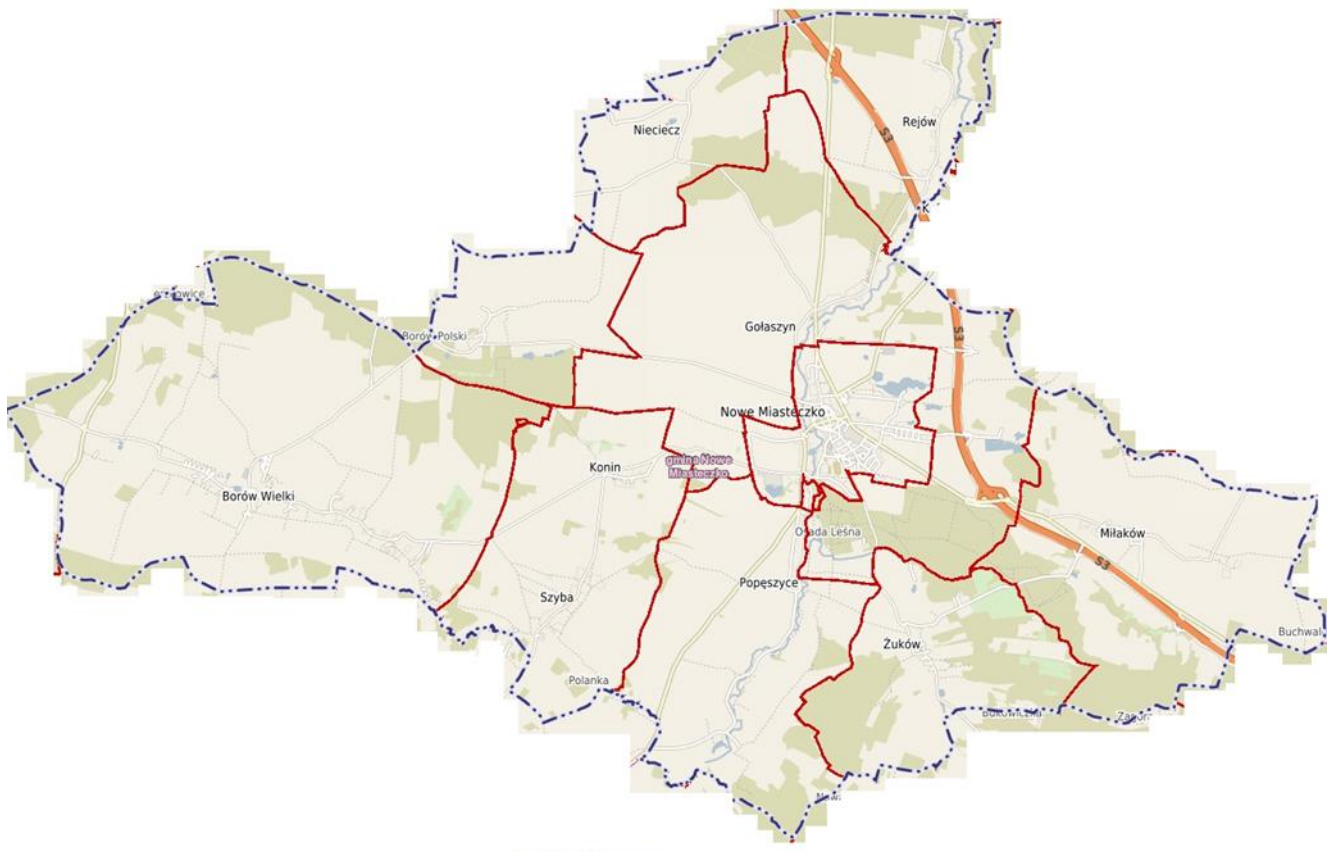 S3
Rejów
Nieciecz
K
Gołaszyn
Borów Polski
S3
Nowe Miasteczko
gmina Nowe
Miasteczko
Konin
Borów Wielki
Osada Leśna
Miłaków
S3
Popęszyce
Szyba
Buchwał
Żuków
Polanka